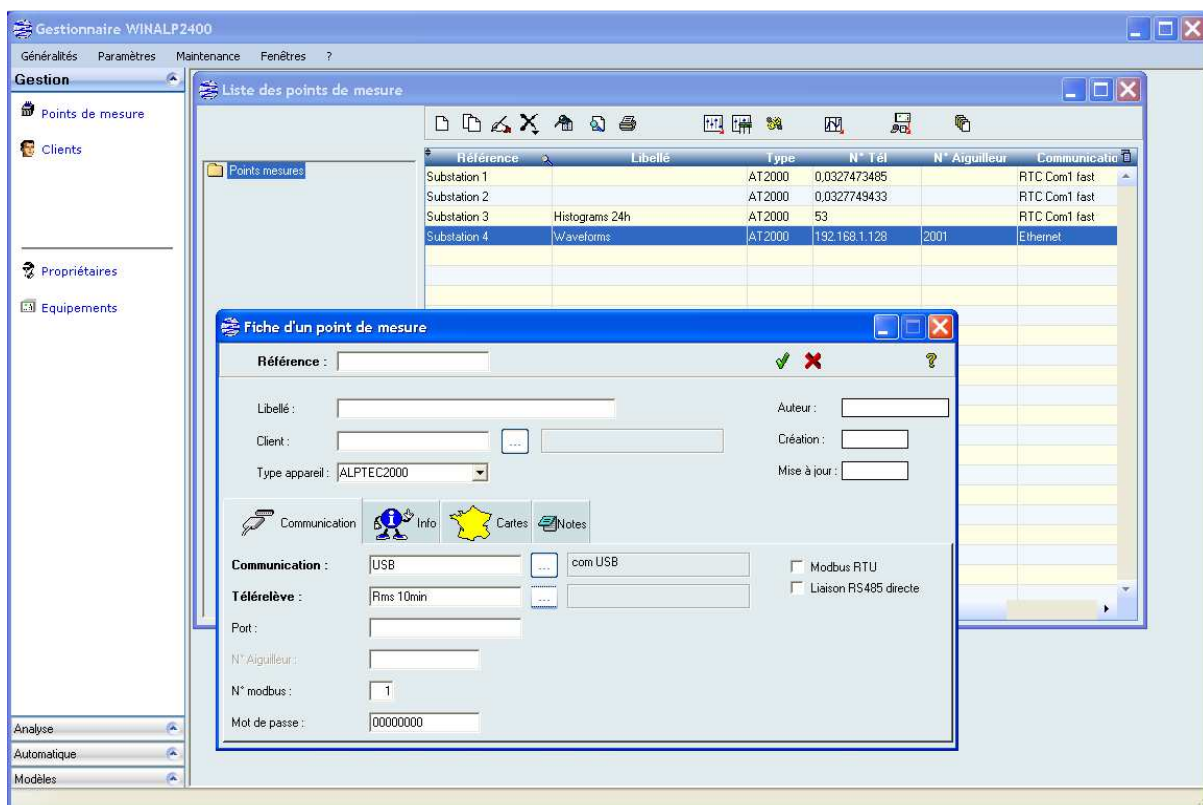 Gestionnaire WINALP2400
Généralités Paramètres Maintenance Fenêtres ?
Gestion
Points de mesure
Clients
Propriétaires
Equipements
Analyse
Automatique
Modèles
Liste des points de mesure
Points mesures
Référence Libellé Type N° Tél N° Aiguilleur Communicatio
Substation 1 AT2000 0,0327473485 RTC Com1 fast
Substation 2 AT2000 0,0327749433 RTC Com1 fast
Substation 3 Histograms 24h AT2000 53 RTC Com1 fast
Substation 4 Waveforms AT2000 192.168.1.128 2001 Ethernet
Fiche d'un point de mesure
Référence :
Libellé : Auteur :
Client : ... Création :
Type appareil : ALPTEC2000 Mise à jour :
Communication Info Cartes Notes
Communication : USB ... com USB Modbus RTU
Télérelève : Rms 10min ... Liaison RS485 directe
Port :
N° Aiguilleur :
N° modbus : 1
Mot de passe : 00000000